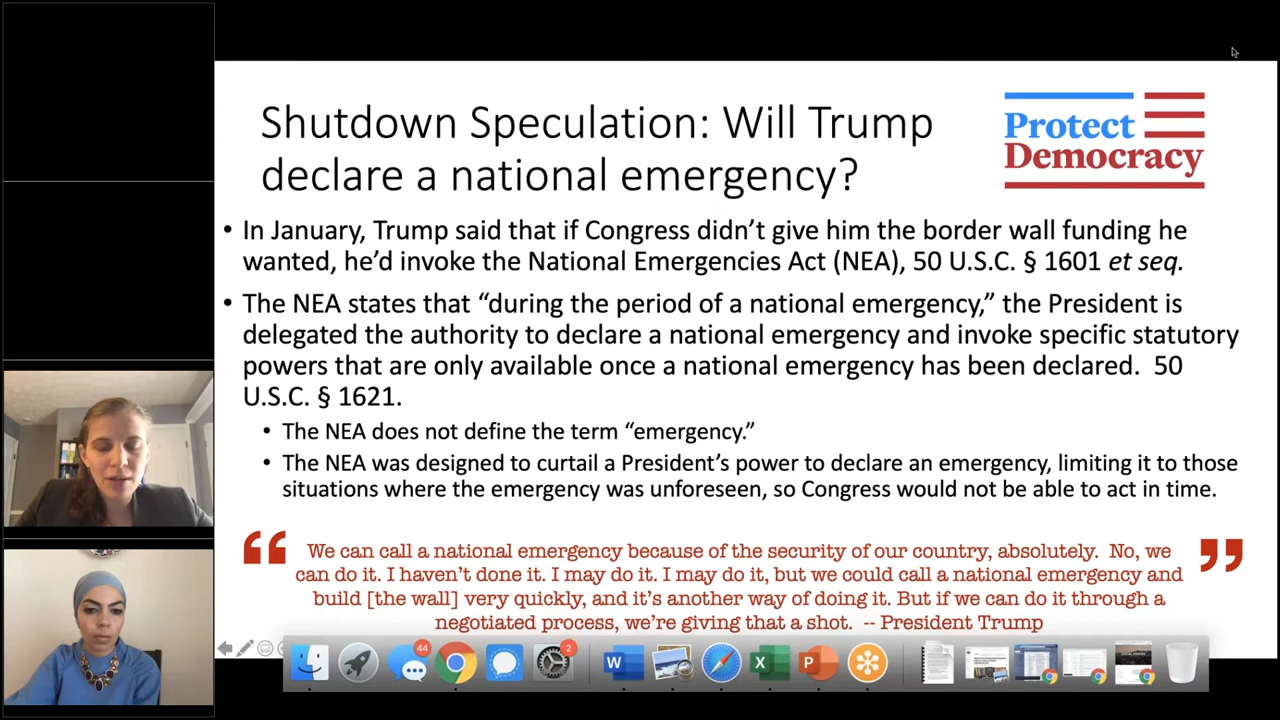 Shutdown Speculation: Will Trump
declare a national emergency?
Protect
Democracy
• In January, Trump said that if Congress didn’t give him the border wall funding he
wanted, he’d invoke the National Emergencies Act (NEA), 50 U.S.C. § 1601 et seq.
• The NEA states that “during the period of a national emergency,” the President is
delegated the authority to declare a national emergency and invoke specific statutory
powers that are only available once a national emergency has been declared.  50
U.S.C. § 1621.
• The NEA does not define the term “emergency.”
• The NEA was designed to curtail a President’s power to declare an emergency, limiting it to those
situations where the emergency was unforeseen, so Congress would not be able to act in time.
“ We can call a national emergency because of the security of our country, absolutely.  No, we ”
can do it. I haven’t done it. I may do it. I may do it, but we could call a national emergency and
build [the wall] very quickly, and it’s another way of doing it. But if we can do it through a
negotiated process, we’re giving that a shot.  -- President Trump
44
2
W
X
P